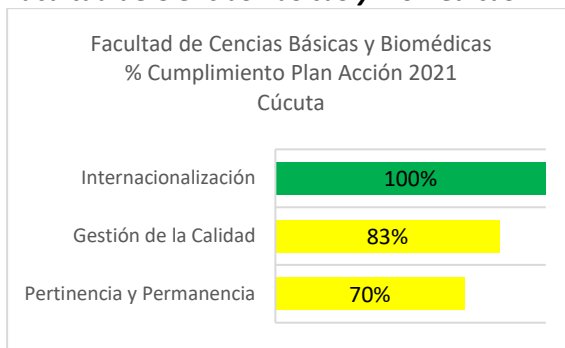 Facultad de Cencias Básicas y Biomédicas
% Cumplimiento Plan Acción 2021
Cúcuta
Internacionalización 100%
Gestión de la Calidad 83%
Pertinencia y Permanencia 70%